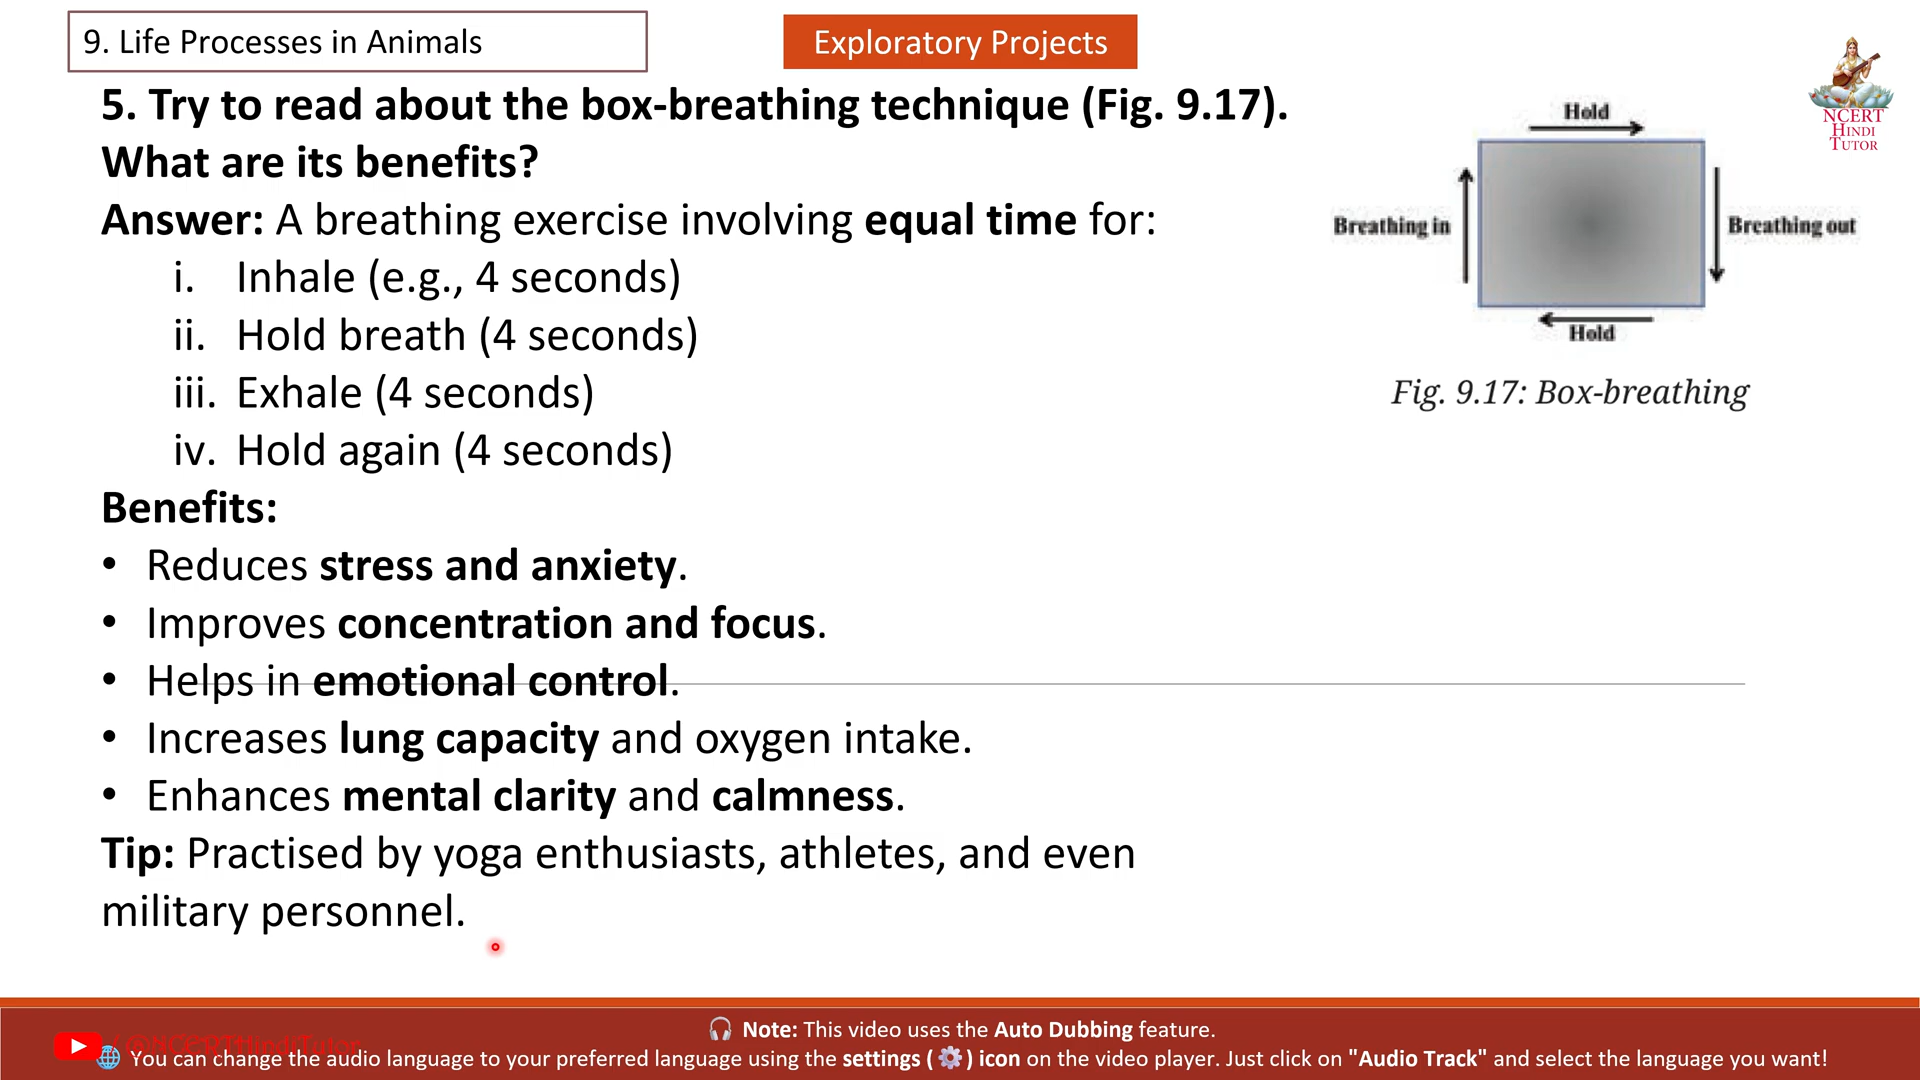 9. Life Processes in Animals
Exploratory Projects
NCERT
HINDI
TUTOR
5. Try to read about the box-breathing technique (Fig. 9.17).
What are its benefits?
Answer: A breathing exercise involving equal time for:
i. Inhale (e.g., 4 seconds)
ii. Hold breath (4 seconds)
iii. Exhale (4 seconds)
iv. Hold again (4 seconds)
Benefits:
• Reduces stress and anxiety.
• Improves concentration and focus.
• Helps in emotional control.
• Increases lung capacity and oxygen intake.
• Enhances mental clarity and calmness.
Tip: Practised by yoga enthusiasts, athletes, and even
military personnel.
Hold
Breathing in
Breathing out
Hold
Fig. 9.17: Box-breathing
🎧 Note: This video uses the Auto Dubbing feature.
🌐 You can change the audio language to your preferred language using the settings (⚙️) icon on the video player. Just click on "Audio Track" and select the language you want!